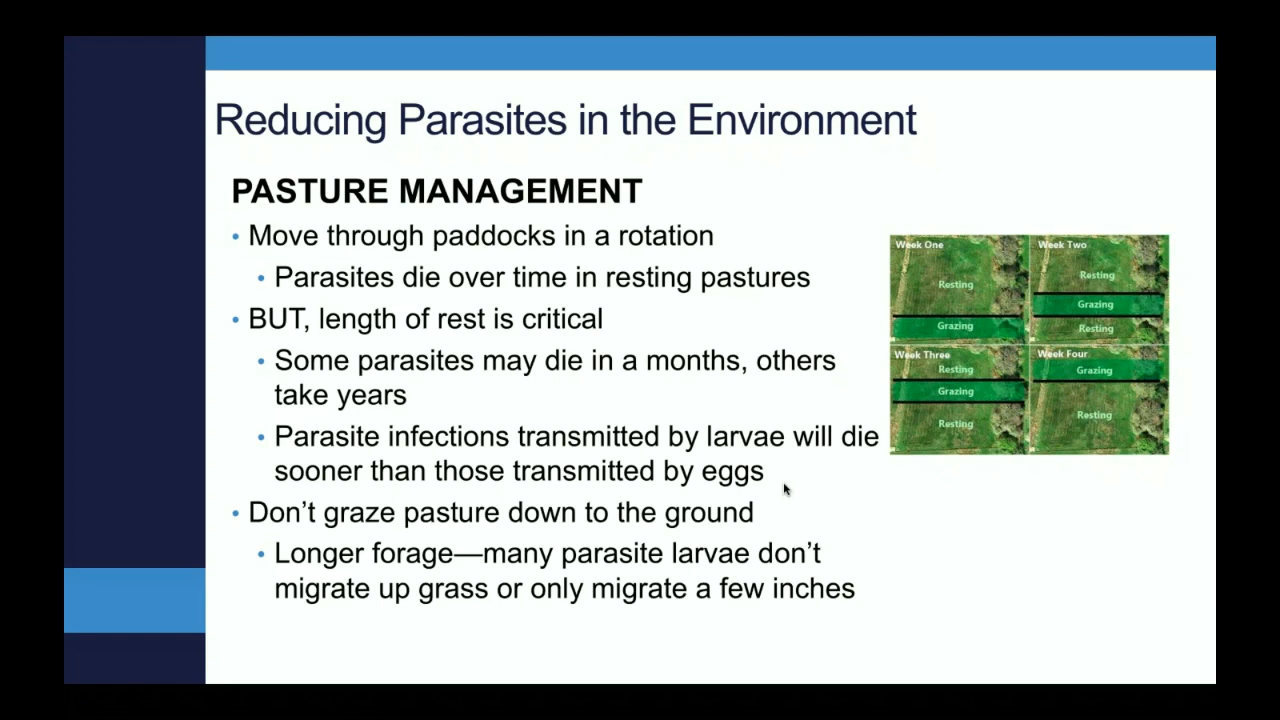 Reducing Parasites in the Environment
PASTURE MANAGEMENT
• Move through paddocks in a rotation
• Parasites die over time in resting pastures
• BUT, length of rest is critical
• Some parasites may die in a months, others
take years
• Parasite infections transmitted by larvae will die
sooner than those transmitted by eggs
• Don’t graze pasture down to the ground
• Longer forage—many parasite larvae don’t
migrate up grass or only migrate a few inches
Week One
Resting
Grazing
Week Two
Resting
Grazing
Resting
Week Three
Resting
Grazing
Resting
Week Four
Grazing
Resting